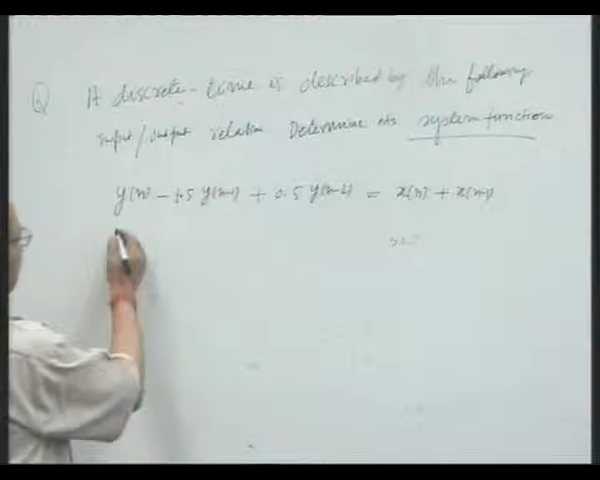 Q A discrete-time is described by the following
input/output relation Determine its system function
y(n) - 1.5 y(n-1) + 0.5 y(n-2) = x(n) + x(n-1)